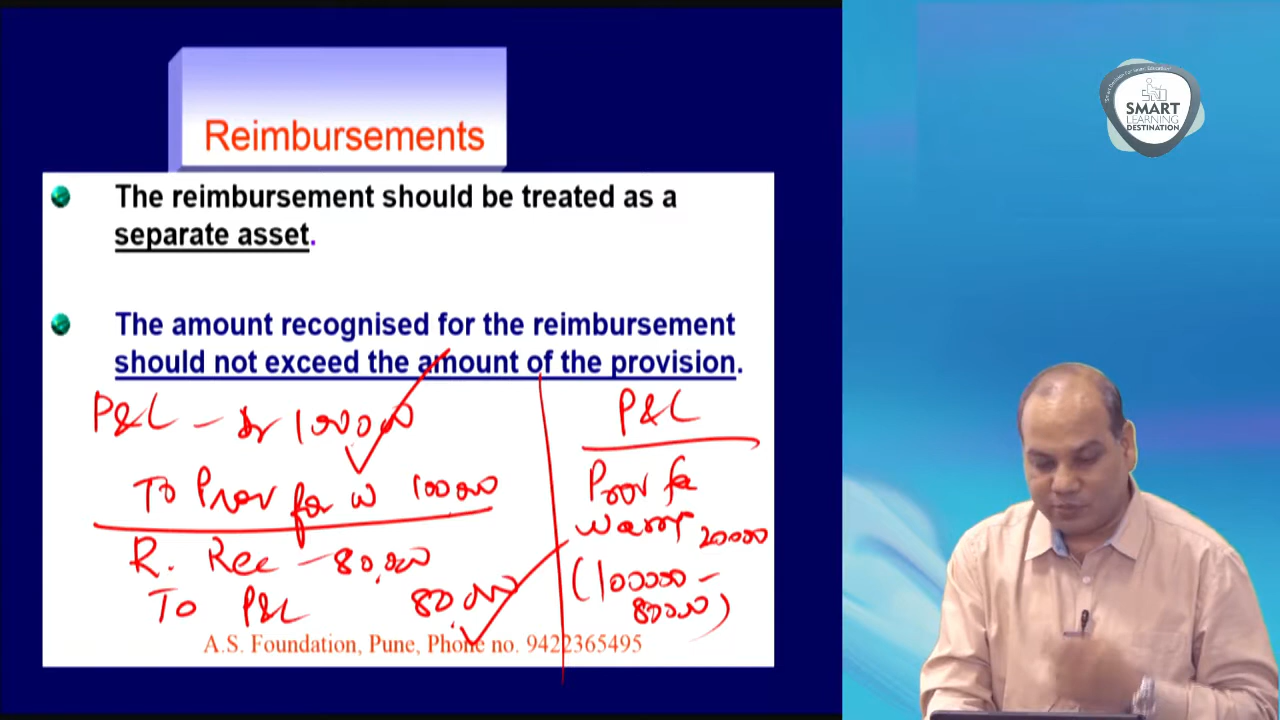 Reimbursements
The reimbursement should be treated as a
separate asset.
The amount recognised for the reimbursement
should not exceed the amount of the provision.
P&L - Dr 100000
To Prov for w 100000
R. Rec - 80,000
To P&L 80,000
P&L
Prov for
Warr 20000
(100000 -
80000)
A.S. Foundation, Pune, Phone no. 9422365495
SMART
LEARNING
DESTINATION